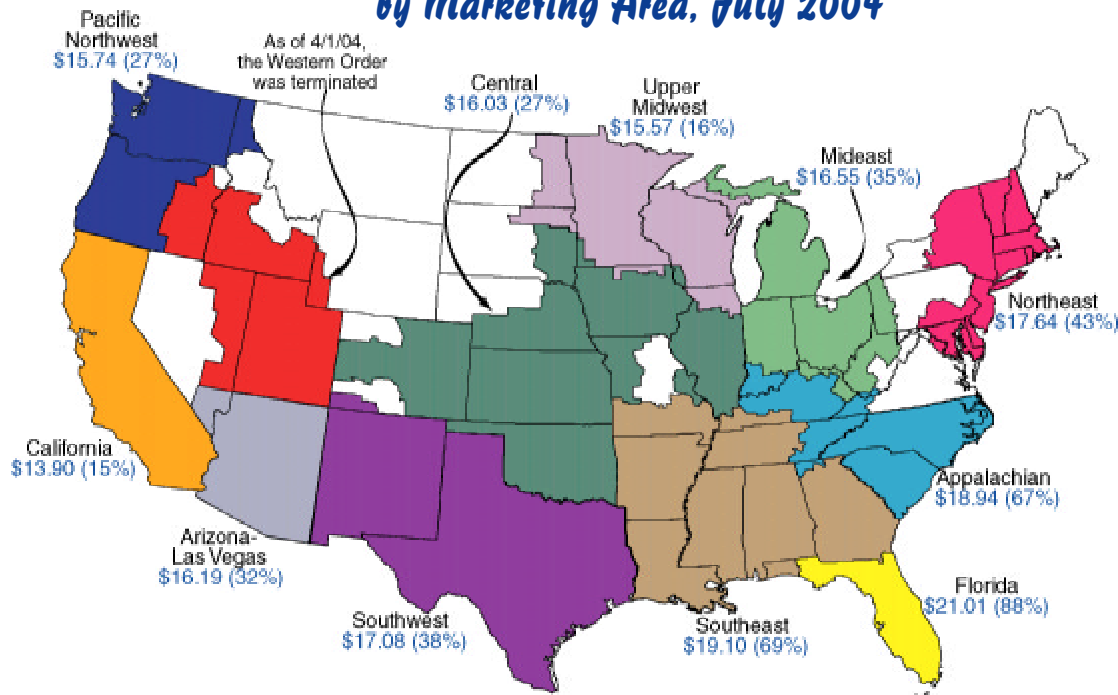 by Marketing Area, July 2004
Pacific
Northwest
$15.74 (27%)
As of 4/1/04,
the Western Order
was terminated
Central
$16.03 (27%)
Upper
Midwest
$15.57 (16%)
Mideast
$16.55 (35%)
Northeast
$17.64 (43%)
California
$13.90 (15%)
Appalachian
$18.94 (67%)
Arizona-
Las Vegas
$16.19 (32%)
Florida
$21.01 (88%)
Southwest
$17.08 (38%)
Southeast
$19.10 (69%)